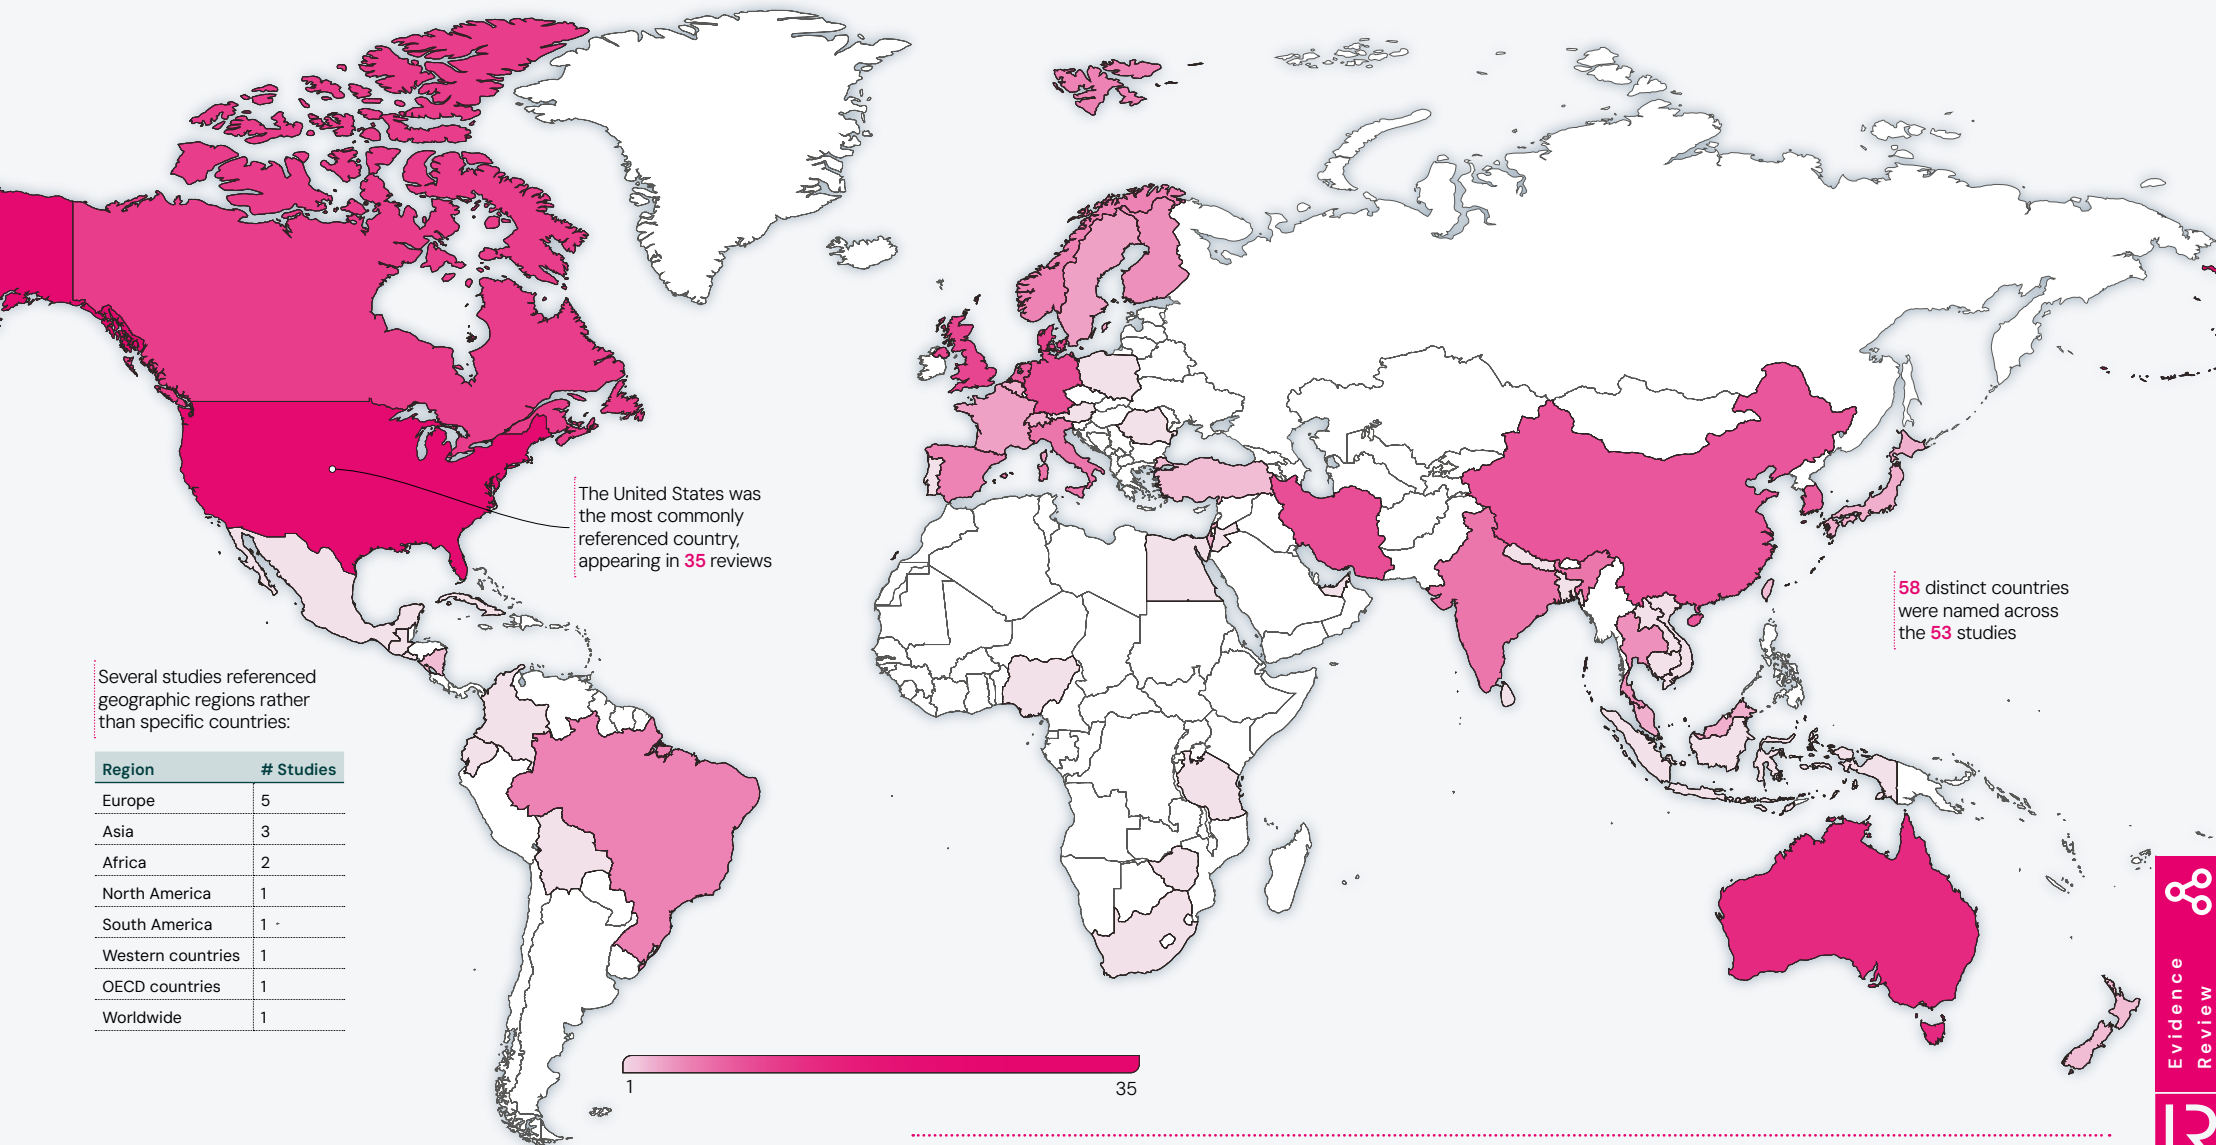 The United States was
the most commonly
referenced country,
appearing in 35 reviews
58 distinct countries
were named across
the 53 studies
Several studies referenced
geographic regions rather
than specific countries:
Region # Studies
Europe 5
Asia 3
Africa 2
North America 1
South America 1
Western countries 1
OECD countries 1
Worldwide 1
1 35
Evidence
Review